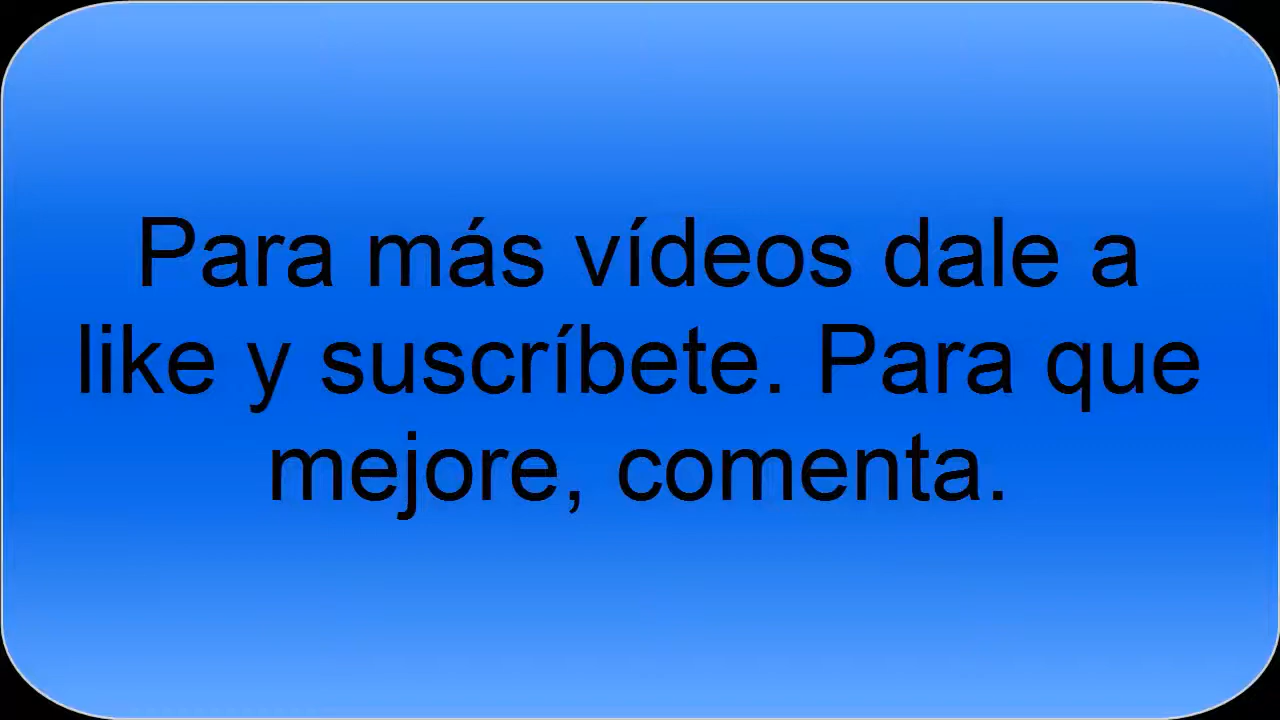 Para más vídeos dale a
like y suscríbete. Para que
mejore, comenta.